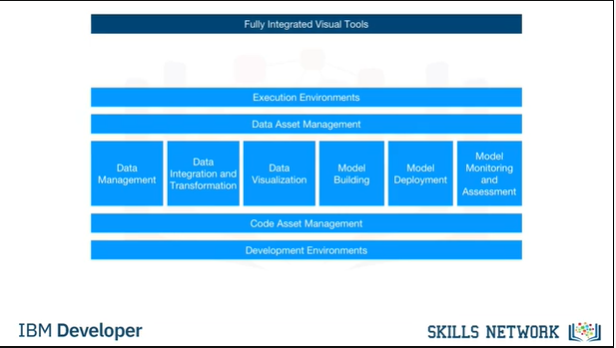 Fully Integrated Visual Tools
Execution Environments
Data Asset Management
Data
Management
Data
Integration and
Transformation
Data
Visualization
Model
Building
Model
Deployment
Model
Monitoring
and
Assessment
Code Asset Management
Development Environments
IBM Developer
SKILLS NETWORK